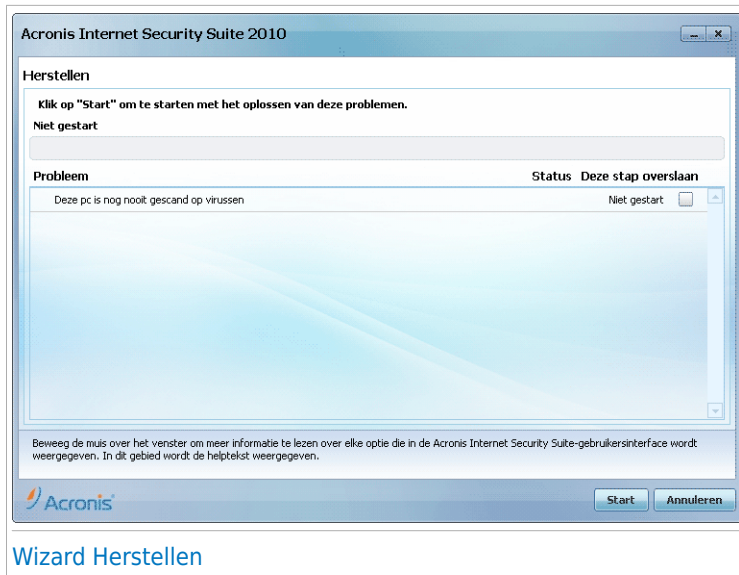 Acronis Internet Security Suite 2010
Herstellen
Klik op "Start" om te starten met het oplossen van deze problemen.
Niet gestart
Probleem Status Deze stap overslaan
Deze pc is nog nooit gescand op virussen Niet gestart
Beweeg de muis over het venster om meer informatie te lezen over elke optie die in de Acronis Internet Security Suite-gebruikersinterface wordt
weergegeven. In dit gebied wordt de helptekst weergegeven.
Acronis Start Annuleren
Wizard Herstellen